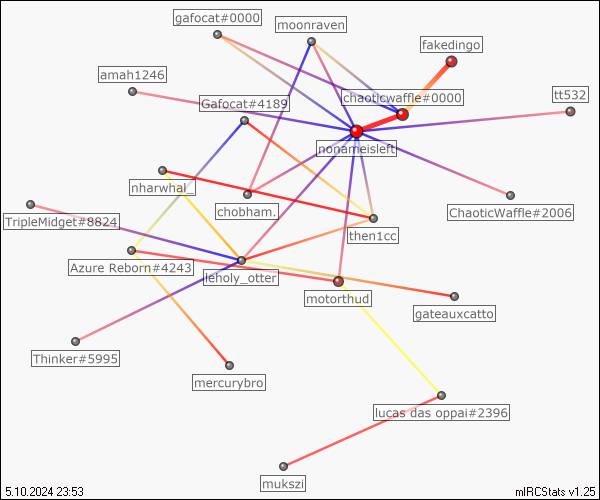 gafocat#0000
moonraven
fakedingo
amah1246
chaoticwaffle#0000
tt532
Gafocat#4189
nonameisleft
nharwhal_
chobham.
ChaoticWaffle#2006
TripleMidget#8824
then1cc
Azure Reborn#4243
leholy_otter
motorthud
gateauxcatto
Thinker#5995
mercurybro
lucas das oppai#2396
mukszi
5.10.2024 23:53
mIRCStats v1.25